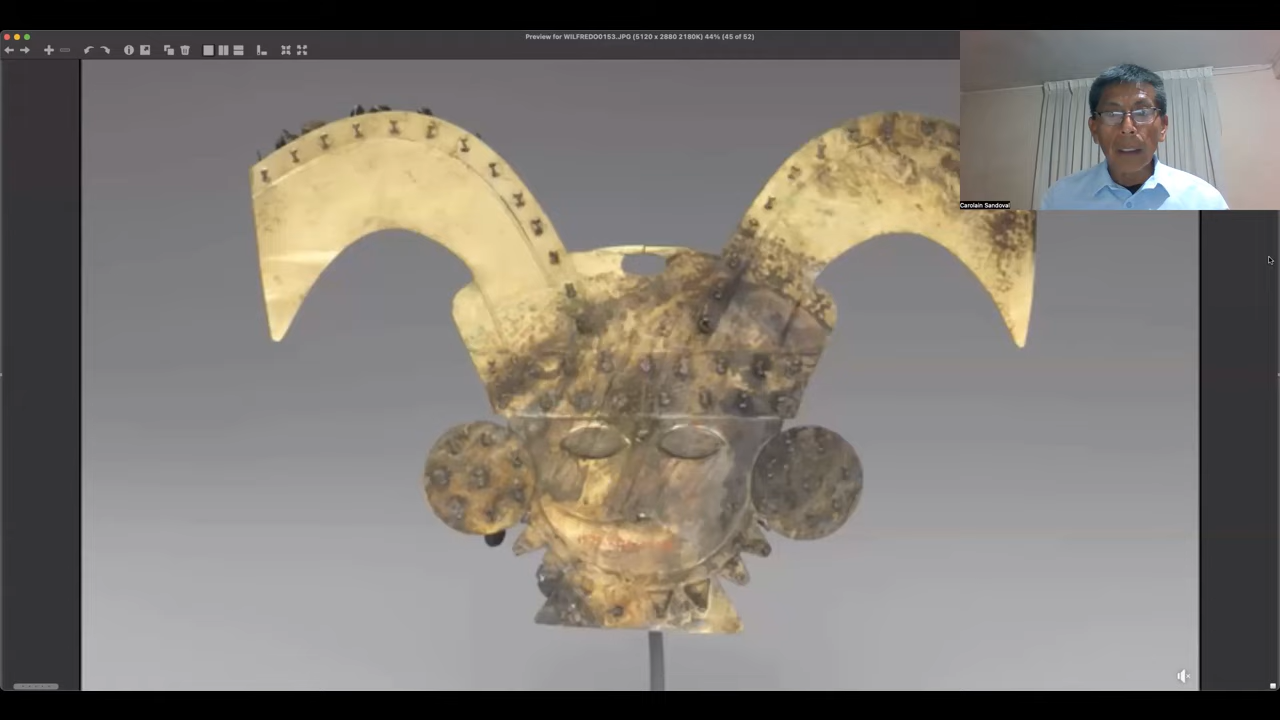 Preview for WILFREDO0153.JPG (5120 x 2880 2180K) 44% (45 of 52)
Carolain Sandoval